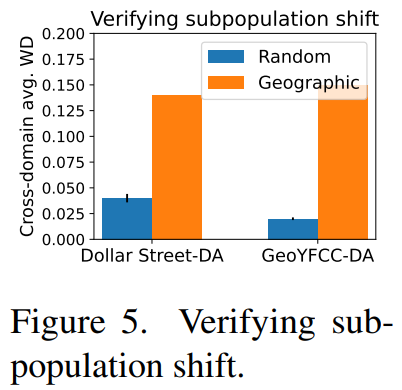 Verifying subpopulation shift
Cross-domain avg. WD
0.200
0.175
0.150
0.125
0.100
0.075
0.050
0.025
0.000
Random
Geographic
Dollar Street-DA
GeoYFCC-DA
Figure 5. Verifying sub-
population shift.